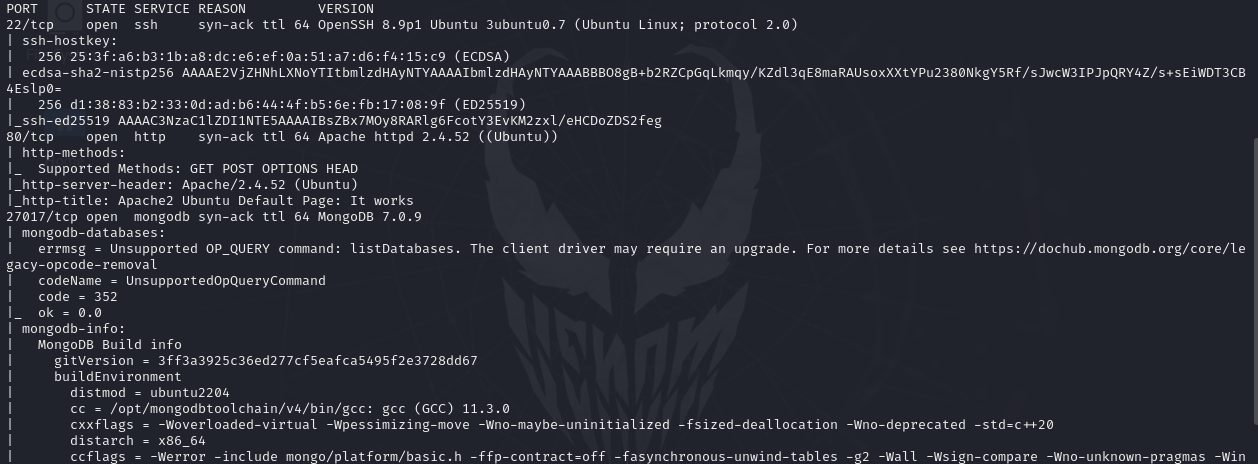 PORT      STATE SERVICE REASON         VERSION
22/tcp    open  ssh     syn-ack ttl 64 OpenSSH 8.9p1 Ubuntu 3ubuntu0.7 (Ubuntu Linux; protocol 2.0)
| ssh-hostkey:
|   256 25:3f:a6:b3:1b:a8:dc:e6:ef:0a:51:a7:d6:f4:15:c9 (ECDSA)
| ecdsa-sha2-nistp256 AAAAE2VjZHNhLXNoYTItbmlzdHAyNTYAAAAIbmlzdHAyNTYAAABBBO8gB+b2RZCpGqLkmqy/KZdl3qE8maRAUsoxXXtYPu2380NkgY5Rf/sJwcW3IPJpQRY4Z/s+sEiWDT3CB
4Eslp0=
|   256 d1:38:83:b2:33:0d:ad:b6:44:4f:b5:6e:fb:17:08:9f (ED25519)
|_ssh-ed25519 AAAAC3NzaC1lZDI1NTE5AAAAIBsZBx7MOy8RARlg6FcotY3EvKM2zxl/eHCDoZDS2feg
80/tcp    open  http    syn-ack ttl 64 Apache httpd 2.4.52 ((Ubuntu))
| http-methods:
|_  Supported Methods: GET POST OPTIONS HEAD
|_http-server-header: Apache/2.4.52 (Ubuntu)
|_http-title: Apache2 Ubuntu Default Page: It works
27017/tcp open  mongodb syn-ack ttl 64 MongoDB 7.0.9
| mongodb-databases:
|   errmsg = Unsupported OP_QUERY command: listDatabases. The client driver may require an upgrade. For more details see https://dochub.mongodb.org/core/le
gacy-opcode-removal
|   codeName = UnsupportedOpQueryCommand
|   code = 352
|_  ok = 0.0
| mongodb-info:
|   MongoDB Build info
|     gitVersion = 3ff3a3925c36ed277cf5eafca5495f2e3728dd67
|     buildEnvironment
|       distmod = ubuntu2204
|       cc = /opt/mongodbtoolchain/v4/bin/gcc: gcc (GCC) 11.3.0
|       cxxflags = -Woverloaded-virtual -Wpessimizing-move -Wno-maybe-uninitialized -fsized-deallocation -Wno-deprecated -std=c++20
|       distarch = x86_64
|       ccflags = -Werror -include mongo/platform/basic.h -ffp-contract=off -fasynchronous-unwind-tables -g2 -Wall -Wsign-compare -Wno-unknown-pragmas -Win
VENOM